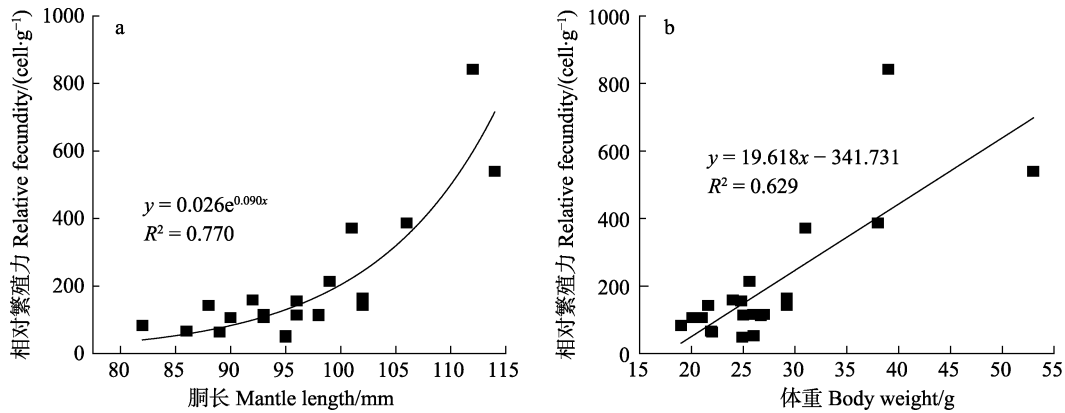 a
相对繁殖力 Relative fecundity/(cell·g⁻¹)
1000
800
600
400
200
0
y = 0.026e^0.090x
R² = 0.770
80 85 90 95 100 105 110 115
胴长 Mantle length/mm
b
相对繁殖力 Relative fecundity/(cell·g⁻¹)
1000
800
600
400
200
0
y = 19.618x − 341.731
R² = 0.629
15 20 25 30 35 40 45 50 55
体重 Body weight/g